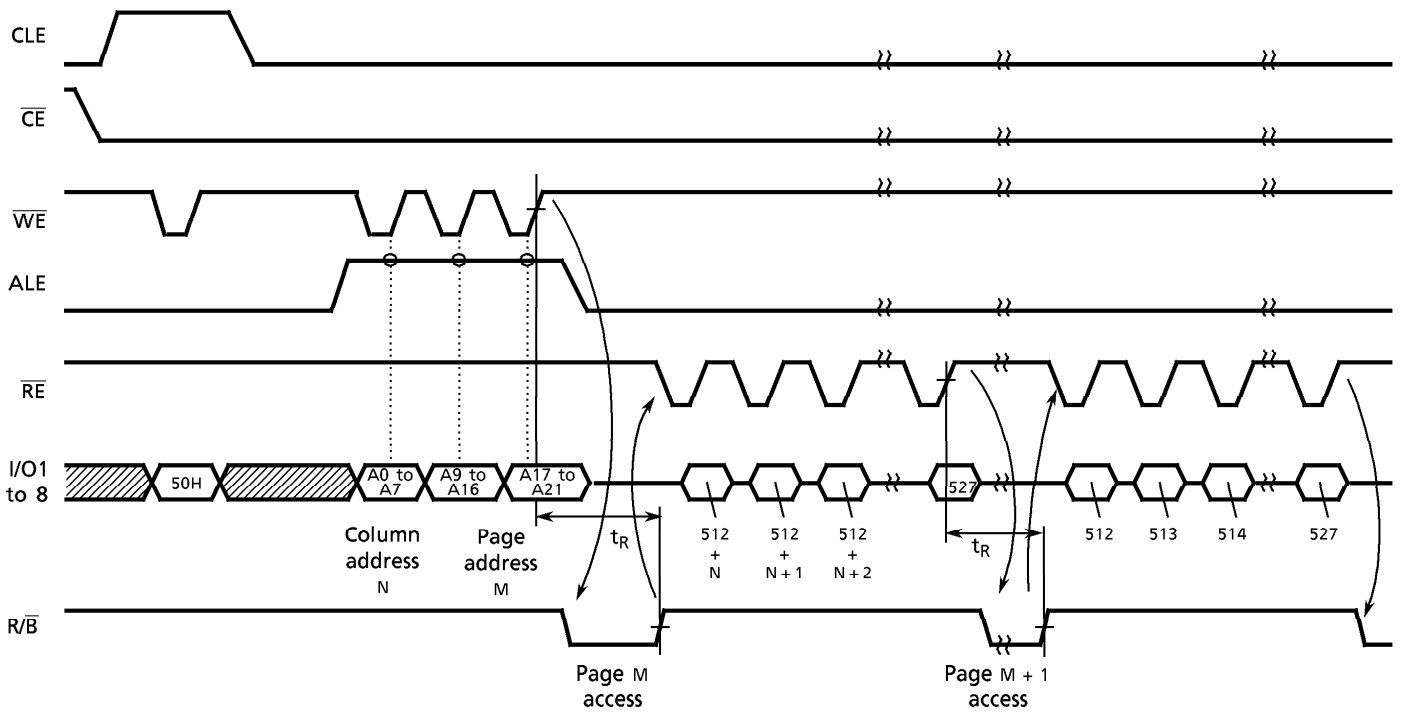 CLE
CE
WE
ALE
RE
I/O1
to 8
50H
A0 to
A7
A9 to
A16
A17 to
A21
527
Column
address
N
Page
address
M
tR
512
+
N
512
+
N + 1
512
+
N + 2
tR
512
513
514
527
R/B
Page M
access
Page M + 1
access